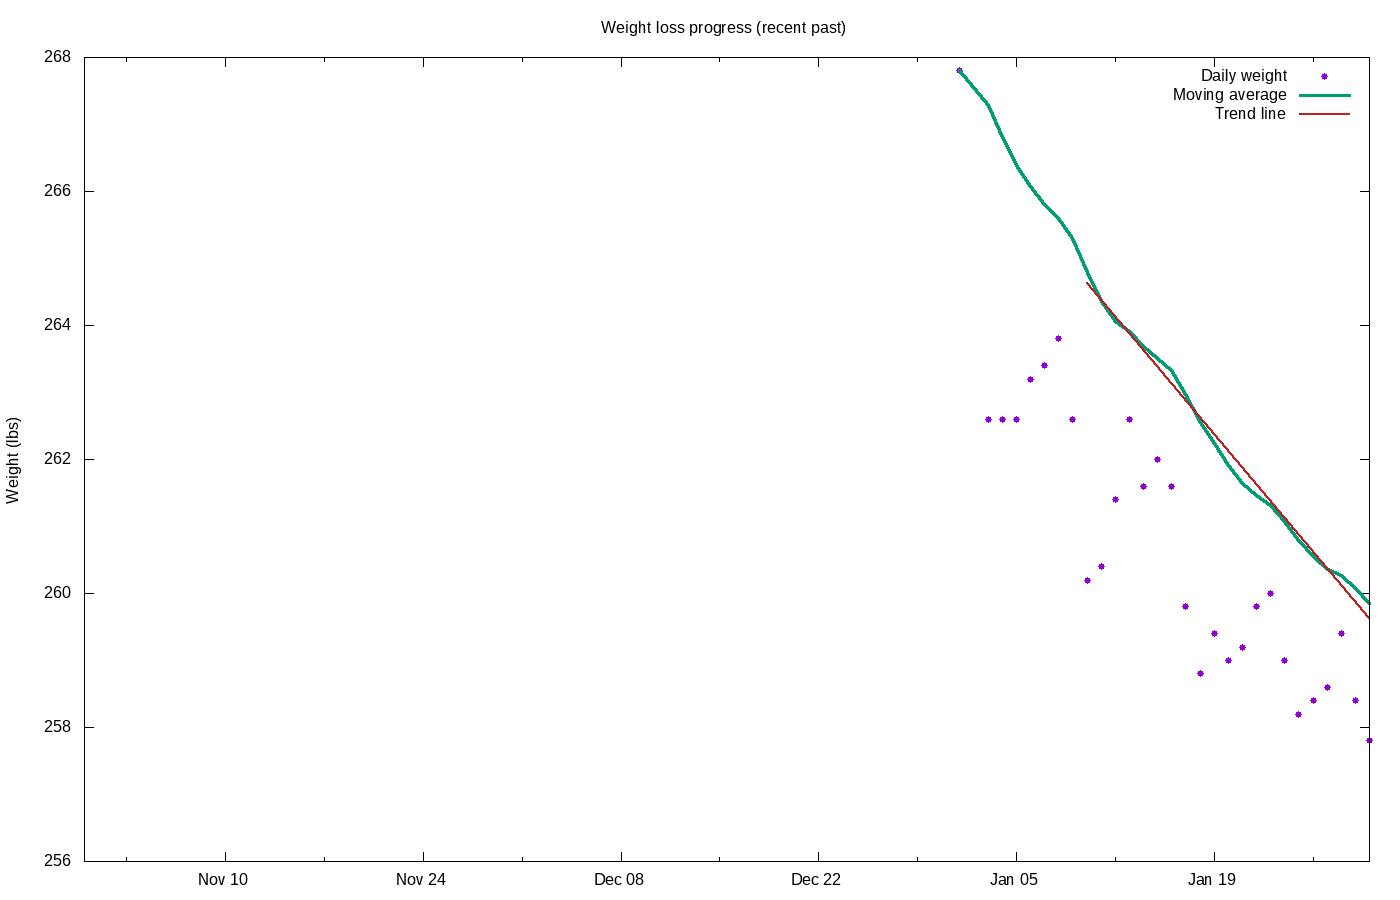 Weight loss progress (recent past)
Daily weight
Moving average
Trend line
Weight (lbs)
268
266
264
262
260
258
256
Nov 10 Nov 24 Dec 08 Dec 22 Jan 05 Jan 19